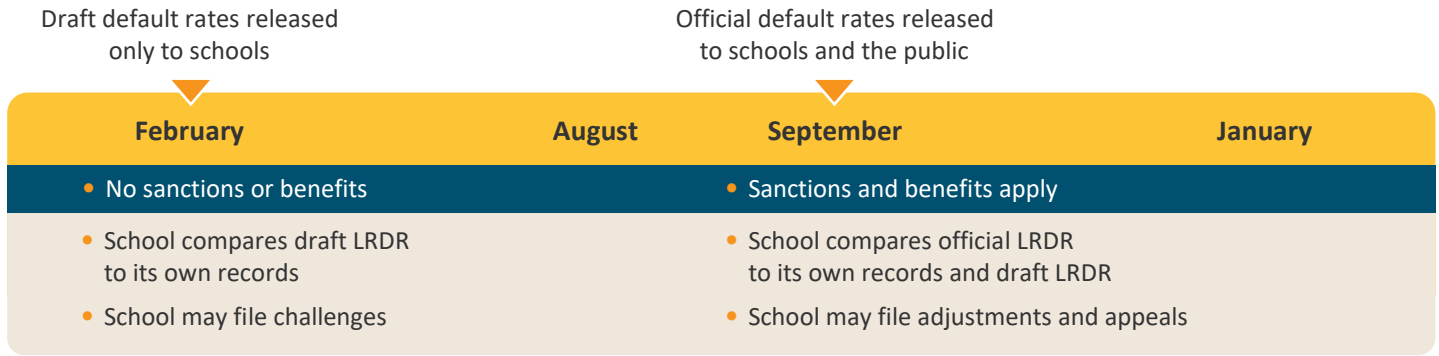 Draft default rates released
only to schools
Official default rates released
to schools and the public
February
August
September
January
• No sanctions or benefits
• Sanctions and benefits apply
• School compares draft LRDR
to its own records
• School may file challenges
• School compares official LRDR
to its own records and draft LRDR
• School may file adjustments and appeals